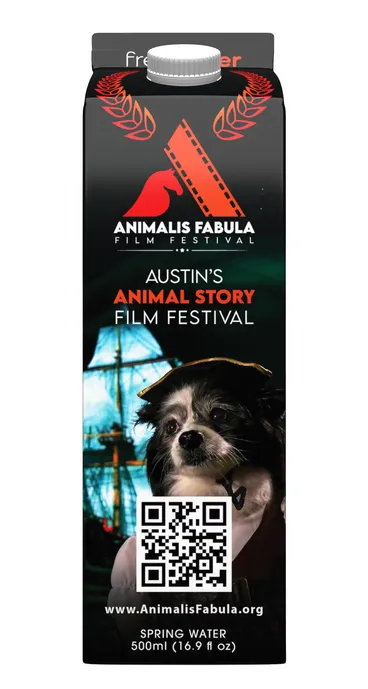 ANIMALIS FABULA
FILM FESTIVAL
AUSTIN'S
ANIMAL STORY
FILM FESTIVAL
www.AnimalisFabula.org
SPRING WATER
500ml (16.9 fl oz)